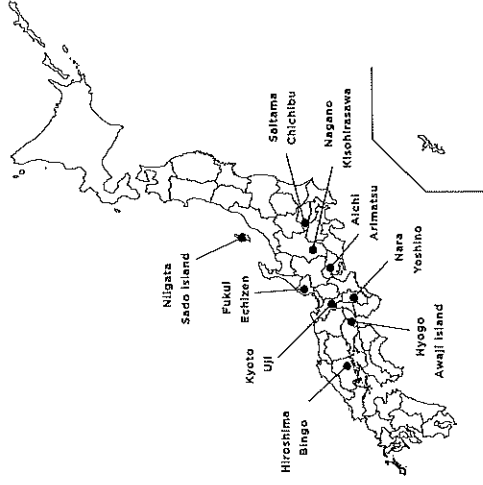 Saitama
Chichibu
Nagano
Kisohirasawa
Aichi
Arimatsu
Nara
Yoshino
Niigata
Sado Island
Fukui
Echizen
Kyoto
Uji
Hyogo
Awaji Island
Hiroshima
Bingo